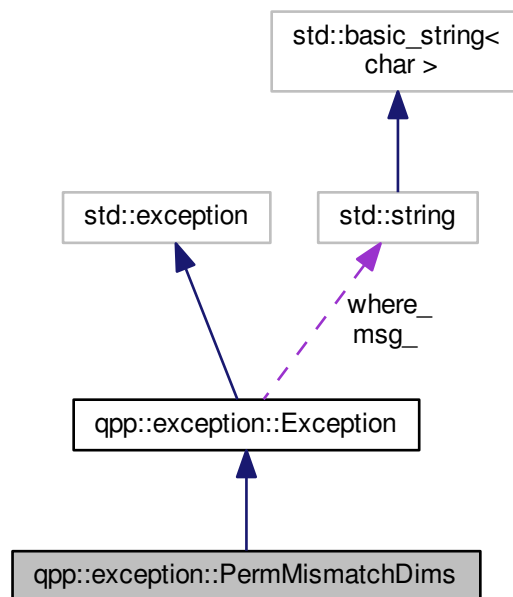 std::basic_string<
char >
std::exception
std::string
where_
msg_
qpp::exception::Exception
qpp::exception::PermMismatchDims